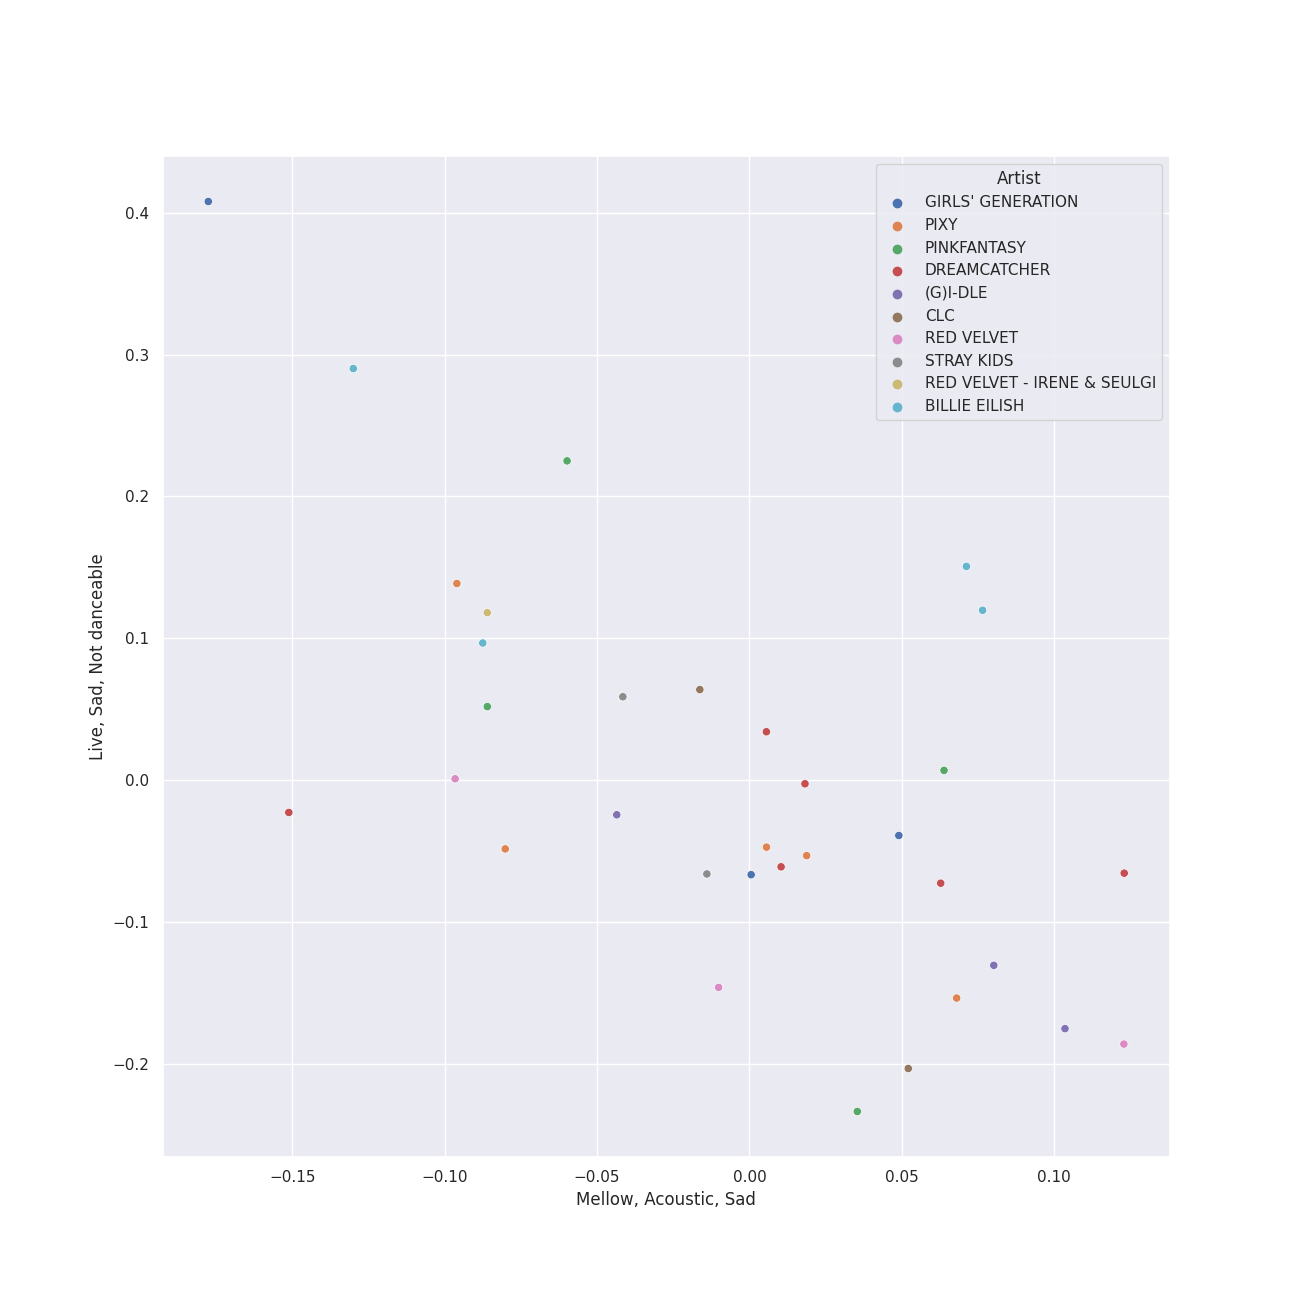 Artist
GIRLS' GENERATION
PIXY
PINKFANTASY
DREAMCATCHER
(G)I-DLE
CLC
RED VELVET
STRAY KIDS
RED VELVET - IRENE & SEULGI
BILLIE EILISH
0.4
0.3
0.2
0.1
0.0
−0.1
−0.2
Live, Sad, Not danceable
−0.15
−0.10
−0.05
0.00
0.05
0.10
Mellow, Acoustic, Sad